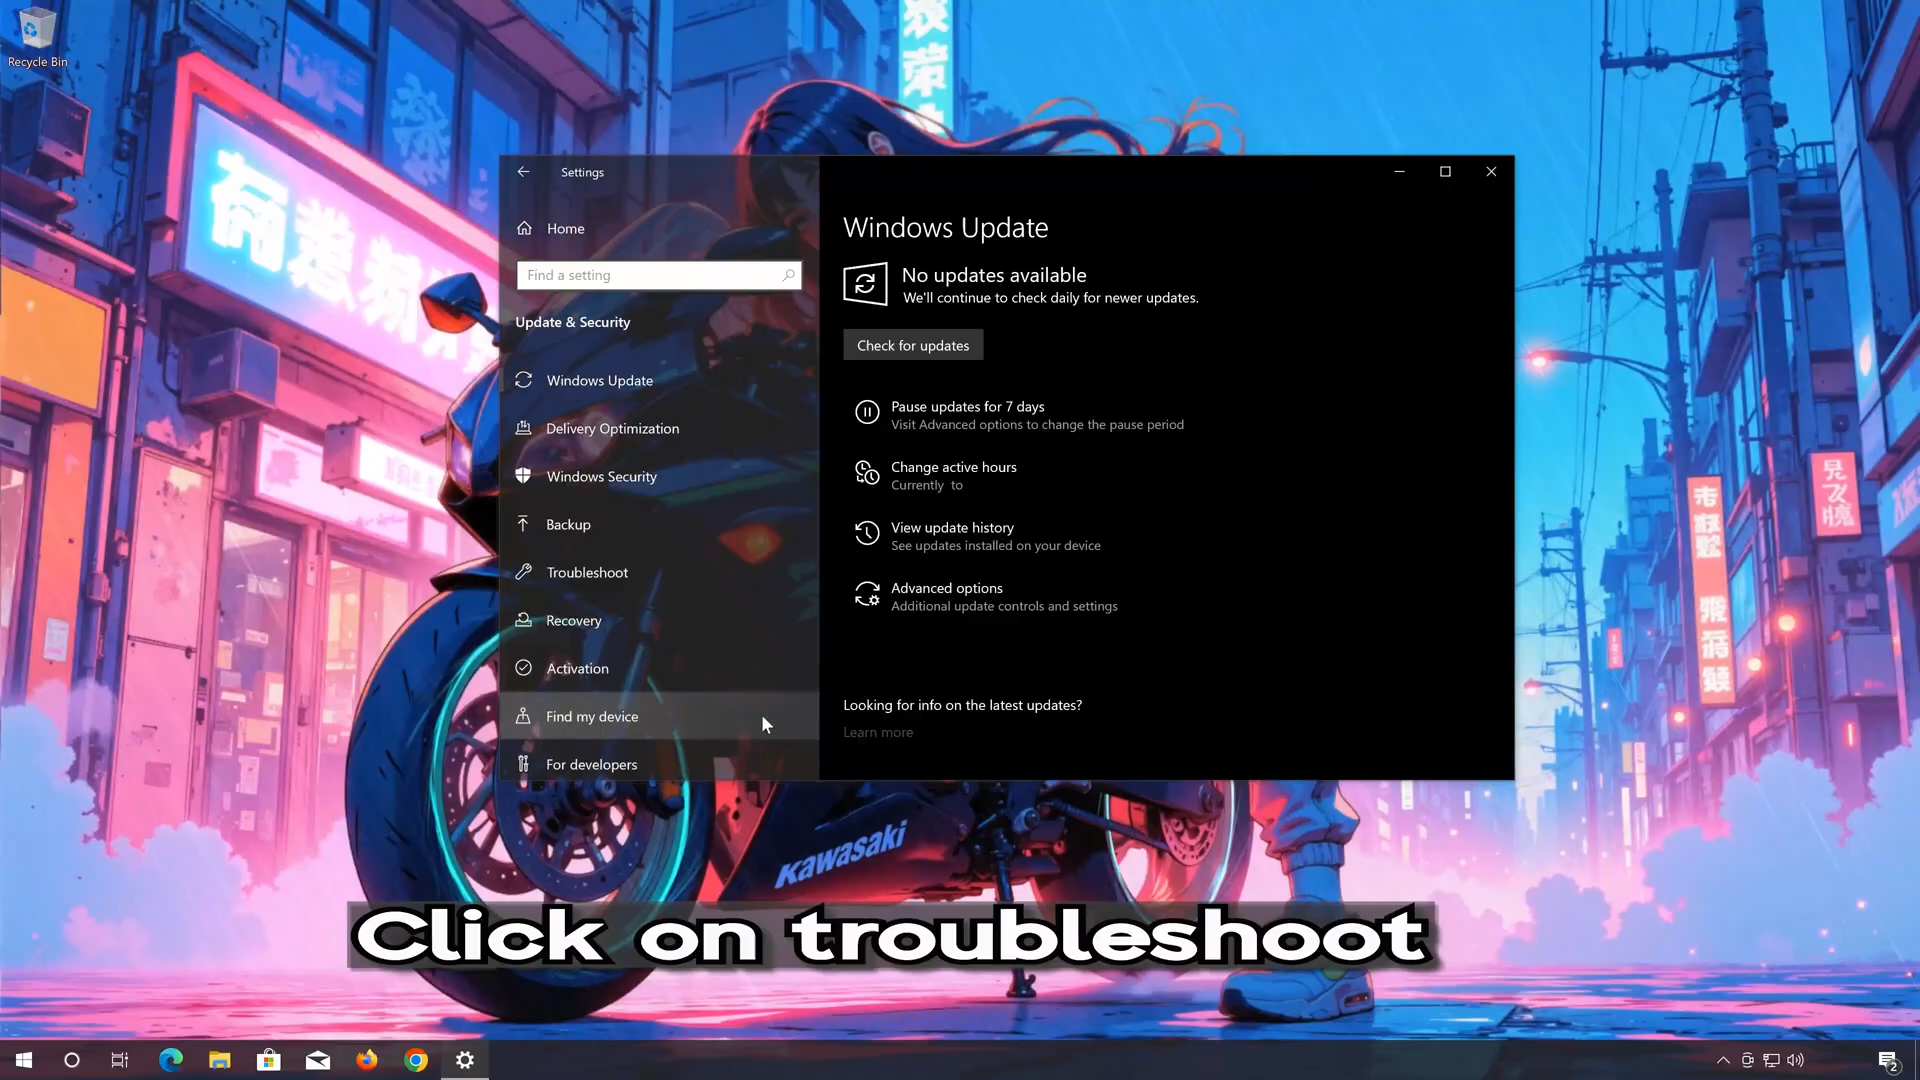 Recycle Bin
Settings
Home
Find a setting
Update & Security
Windows Update
Delivery Optimization
Windows Security
Backup
Troubleshoot
Recovery
Activation
Find my device
For developers
Windows Update
No updates available
We'll continue to check daily for newer updates.
Check for updates
Pause updates for 7 days
Visit Advanced options to change the pause period
Change active hours
Currently to
View update history
See updates installed on your device
Advanced options
Additional update controls and settings
Looking for info on the latest updates?
Learn more
Kawasaki
Click on troubleshoot
2